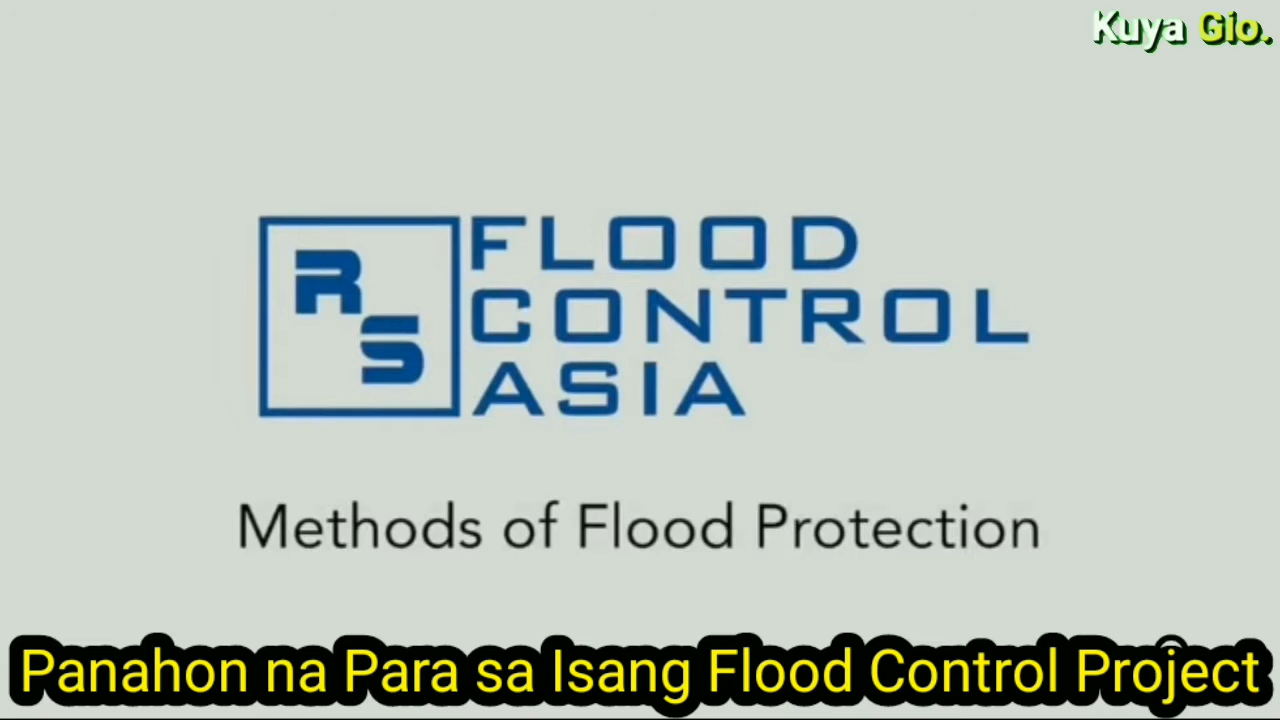 Kuya Gio.
RS
FLOOD
CONTROL
ASIA
Methods of Flood Protection
Panahon na Para sa Isang Flood Control Project